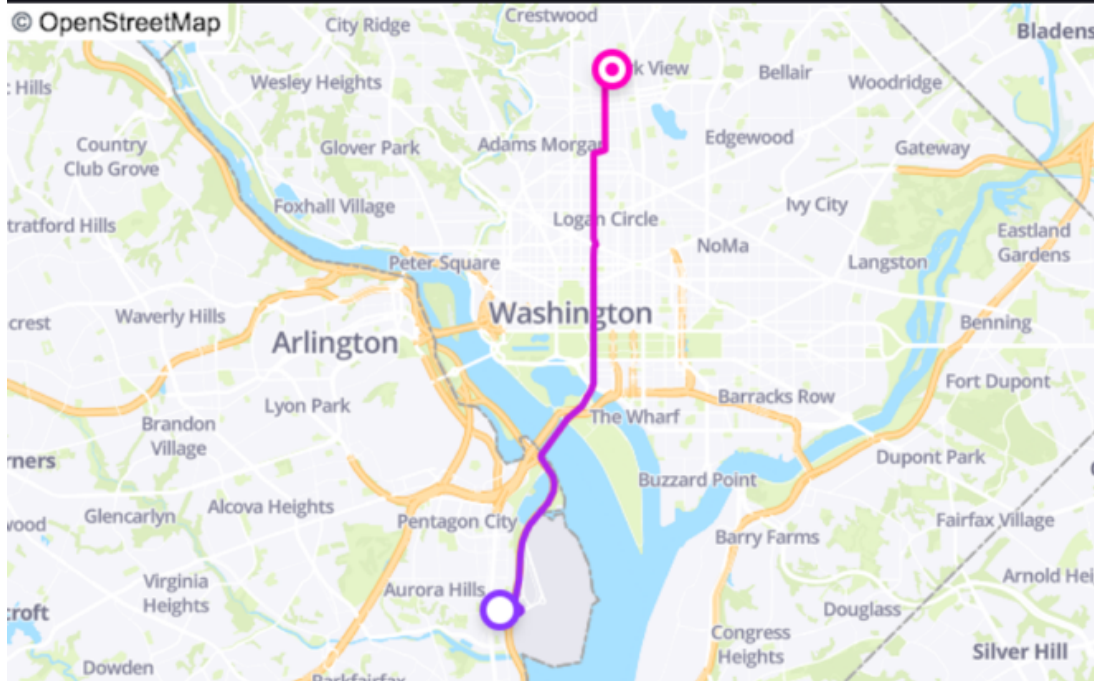 © OpenStreetMap
City Ridge
Crestwood
Bladens
Hills
Wesley Heights
k View
Bellair
Woodridge
Country
Club Grove
Glover Park
Adams Morgan
Edgewood
Gateway
tratford Hills
Foxhall Village
Logan Circle
Ivy City
NoMa
Eastland
Gardens
Peter Square
Langston
crest
Waverly Hills
Washington
Benning
Arlington
Lyon Park
The Wharf
Barracks Row
Fort Dupont
Brandon
Village
rners
Dupont Park
wood
Glencarlyn
Alcova Heights
Pentagon City
Buzzard Point
Barry Farms
Fairfax Village
Virginia
Heights
Aurora Hills
Arnold Hei
croft
Douglass
Congress
Heights
Silver Hill
Dowden
Parkfairfax